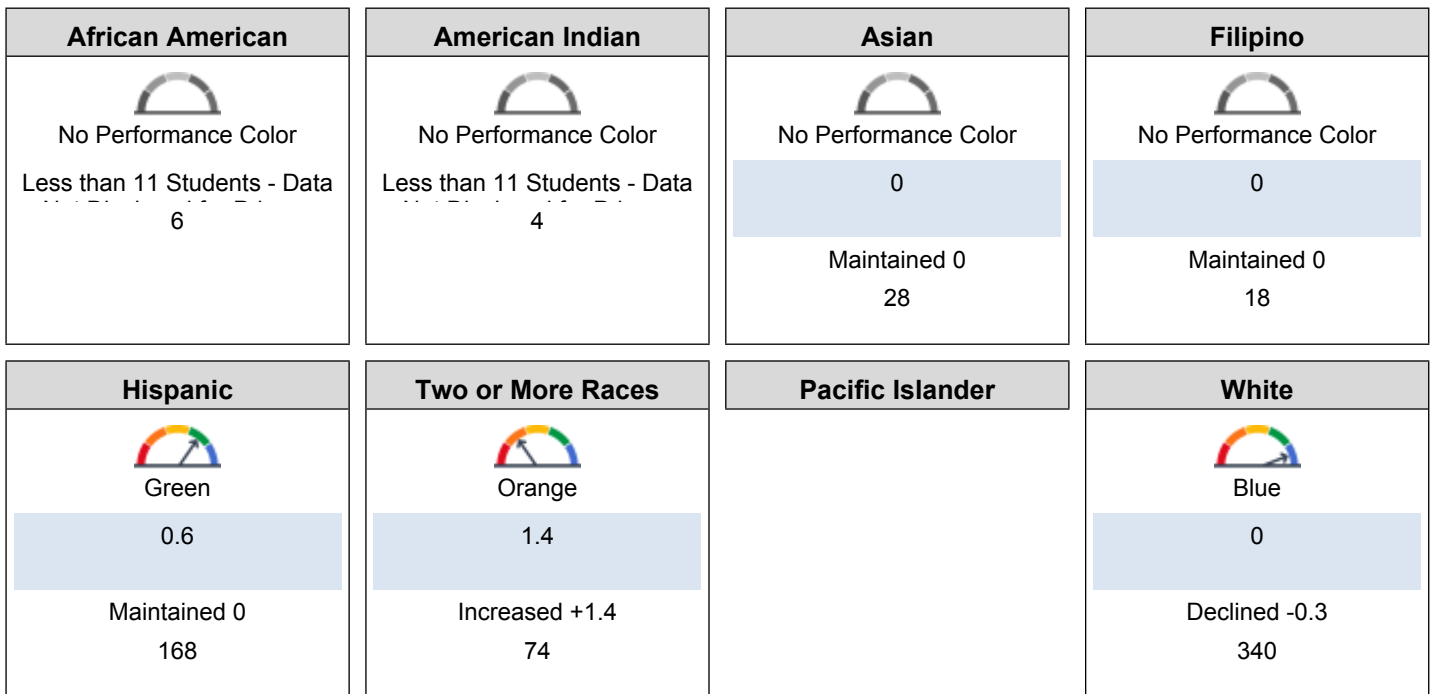 African American
No Performance Color
Less than 11 Students - Data
6
American Indian
No Performance Color
Less than 11 Students - Data
4
Asian
No Performance Color
0
Maintained 0
28
Filipino
No Performance Color
0
Maintained 0
18
Hispanic
Green
0.6
Maintained 0
168
Two or More Races
Orange
1.4
Increased +1.4
74
Pacific Islander
White
Blue
0
Declined -0.3
340